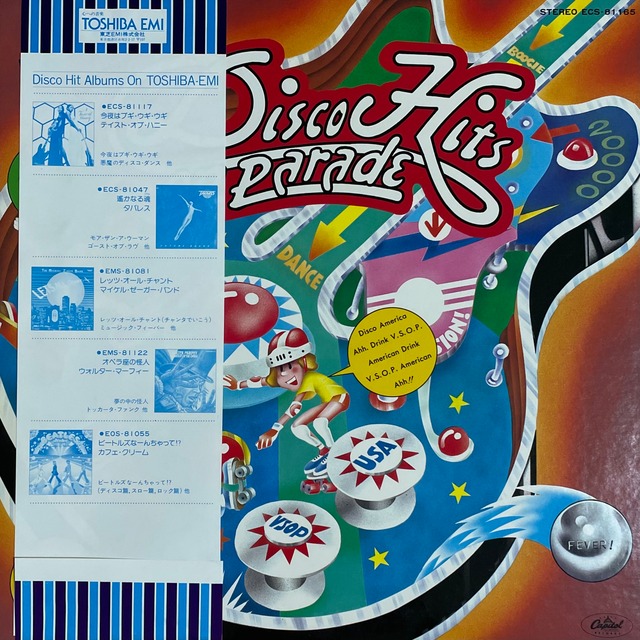 心への音楽
TOSHIBA EMI
東芝EMI株式会社
Disco Hit Albums On TOSHIBA-EMI
●ECS-81117
今夜はブギ・ウギ・ウギ
テイスト・オブ・ハニー
今夜はブギ・ウギ・ウギ
悪魔のディスコ・ダンス 他
●ECS-81047
遥かなる魂
タバレス
モア・ザン・ア・ウーマン
ゴースト・オブ・ラヴ 他
●EMS-81081
レッツ・オール・チャント
マイケル・ゼーガー・バンド
レッツ・オール・チャント(チャンタでいこう)
ミュージック・フィーバー 他
●EMS-81122
オペラ座の怪人
ウォルター・マーフィー
夢の中の怪人
トッカータ・ファンク 他
●EOS-81055
ビートルズなーんちゃって!?
カフェ・クリーム
ビートルズなーんちゃって!?
(ディスコ篇、スロー篇、ロック篇) 他
STEREO ECS-81165
BOOGIE
Disco Hits
Parade
200000
DANCE
Disco America
Ahh. Drink V.S.O.P.
American Drink
V.S.O.P. American
Ahh!!
USA
VSOP
FEVER!
Capitol